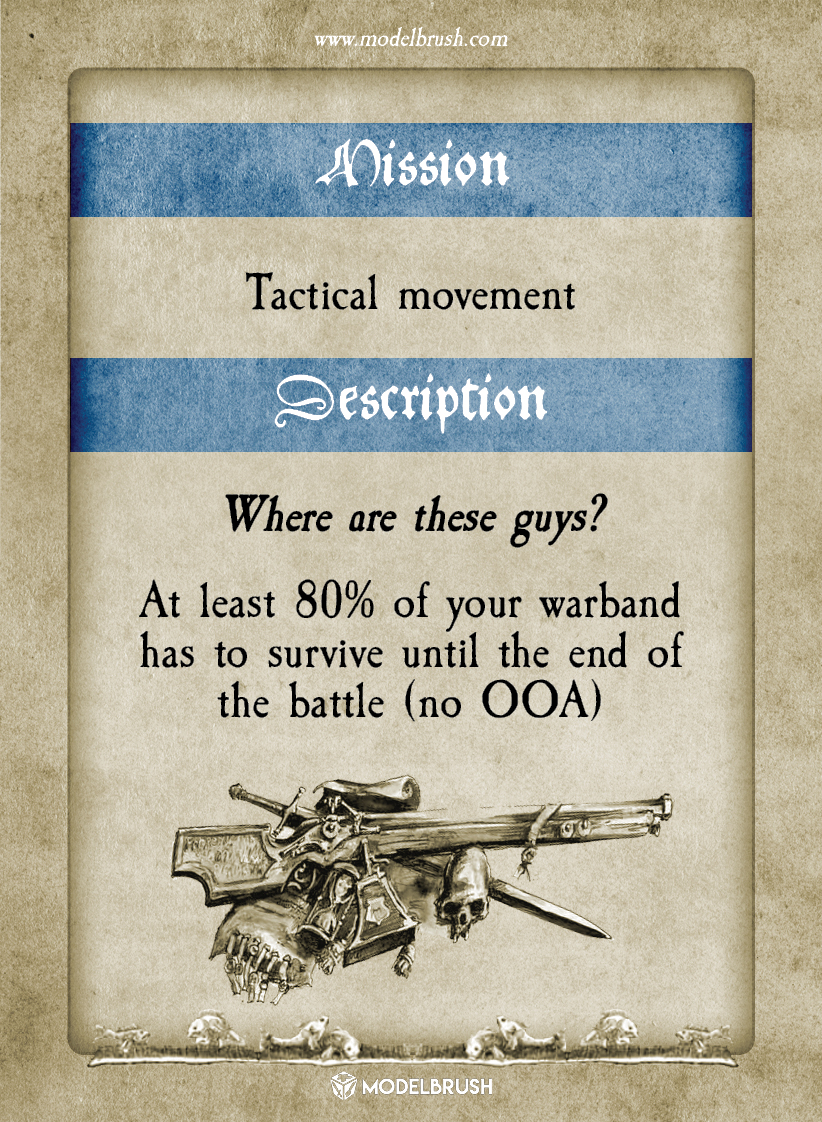 www.modelbrush.com
Mission
Tactical movement
Description
Where are these guys?
At least 80% of your warband
has to survive until the end of
the battle (no OOA)
MODELBRUSH